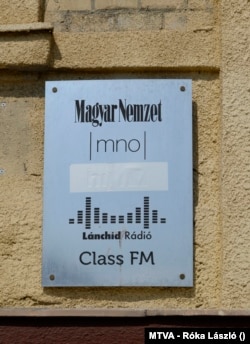 Magyar Nemzet
|mno|
Lánchíd Rádió
Class FM
MTVA - Róka László ()